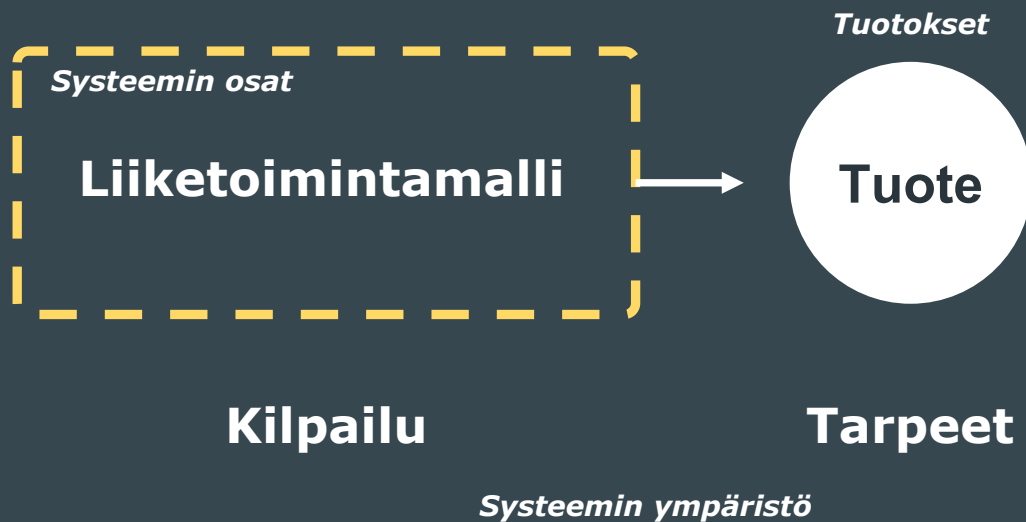 Tuotokset
Systeemin osat
Liiketoimintamalli
Tuote
Kilpailu
Tarpeet
Systeemin ympäristö